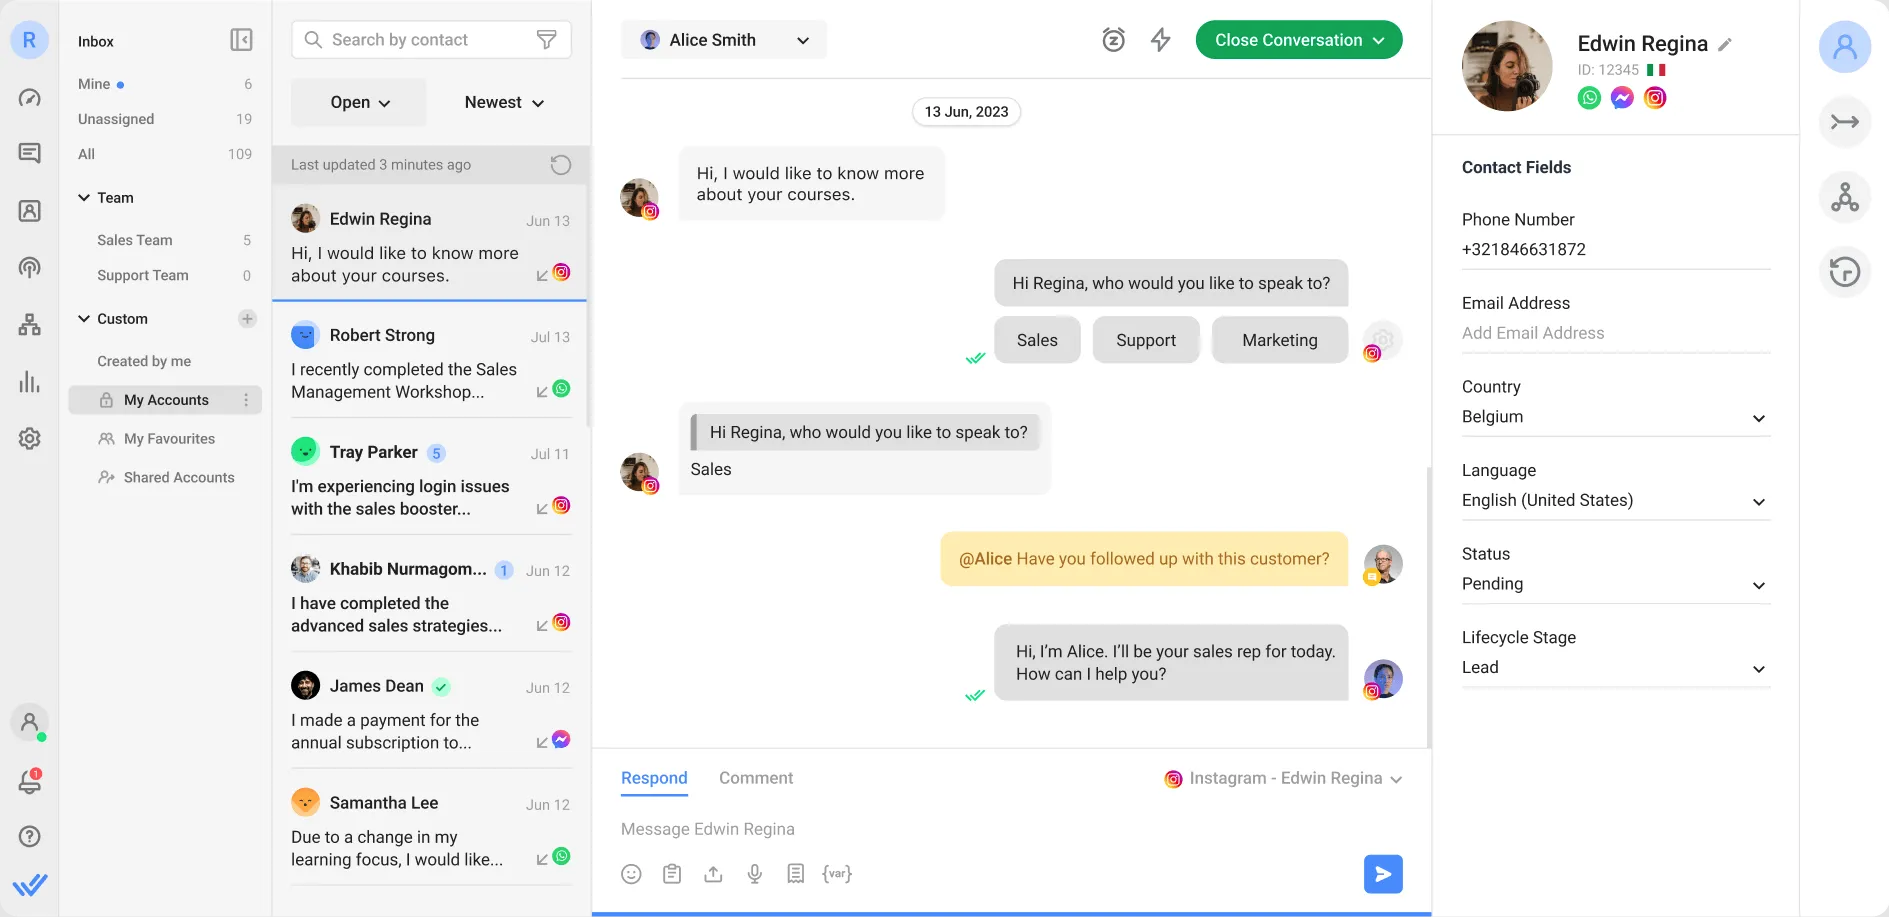 R
Inbox
Mine
6
Unassigned
19
All
109
Team
Sales Team
5
Support Team
0
Custom
+
Created by me
My Accounts
My Favourites
Shared Accounts
1
Search by contact
Open
Newest
Last updated 3 minutes ago
Edwin Regina
Jun 13
Hi, I would like to know more
about your courses.
Robert Strong
Jul 13
I recently completed the Sales
Management Workshop...
Tray Parker
5
Jul 11
I'm experiencing login issues
with the sales booster...
Khabib Nurmagom...
1
Jun 12
I have completed the
advanced sales strategies...
James Dean
Jun 12
I made a payment for the
annual subscription to...
Samantha Lee
Jun 12
Due to a change in my
learning focus, I would like...
Alice Smith
Close Conversation
13 Jun, 2023
Hi, I would like to know more
about your courses.
Hi Regina, who would you like to speak to?
Sales
Support
Marketing
Hi Regina, who would you like to speak to?
Sales
@Alice Have you followed up with this customer?
Hi, I’m Alice. I’ll be your sales rep for today.
How can I help you?
Respond
Comment
Instagram - Edwin Regina
Message Edwin Regina
{var}
Edwin Regina
ID: 12345
Contact Fields
Phone Number
+321846631872
Email Address
Add Email Address
Country
Belgium
Language
English (United States)
Status
Pending
Lifecycle Stage
Lead